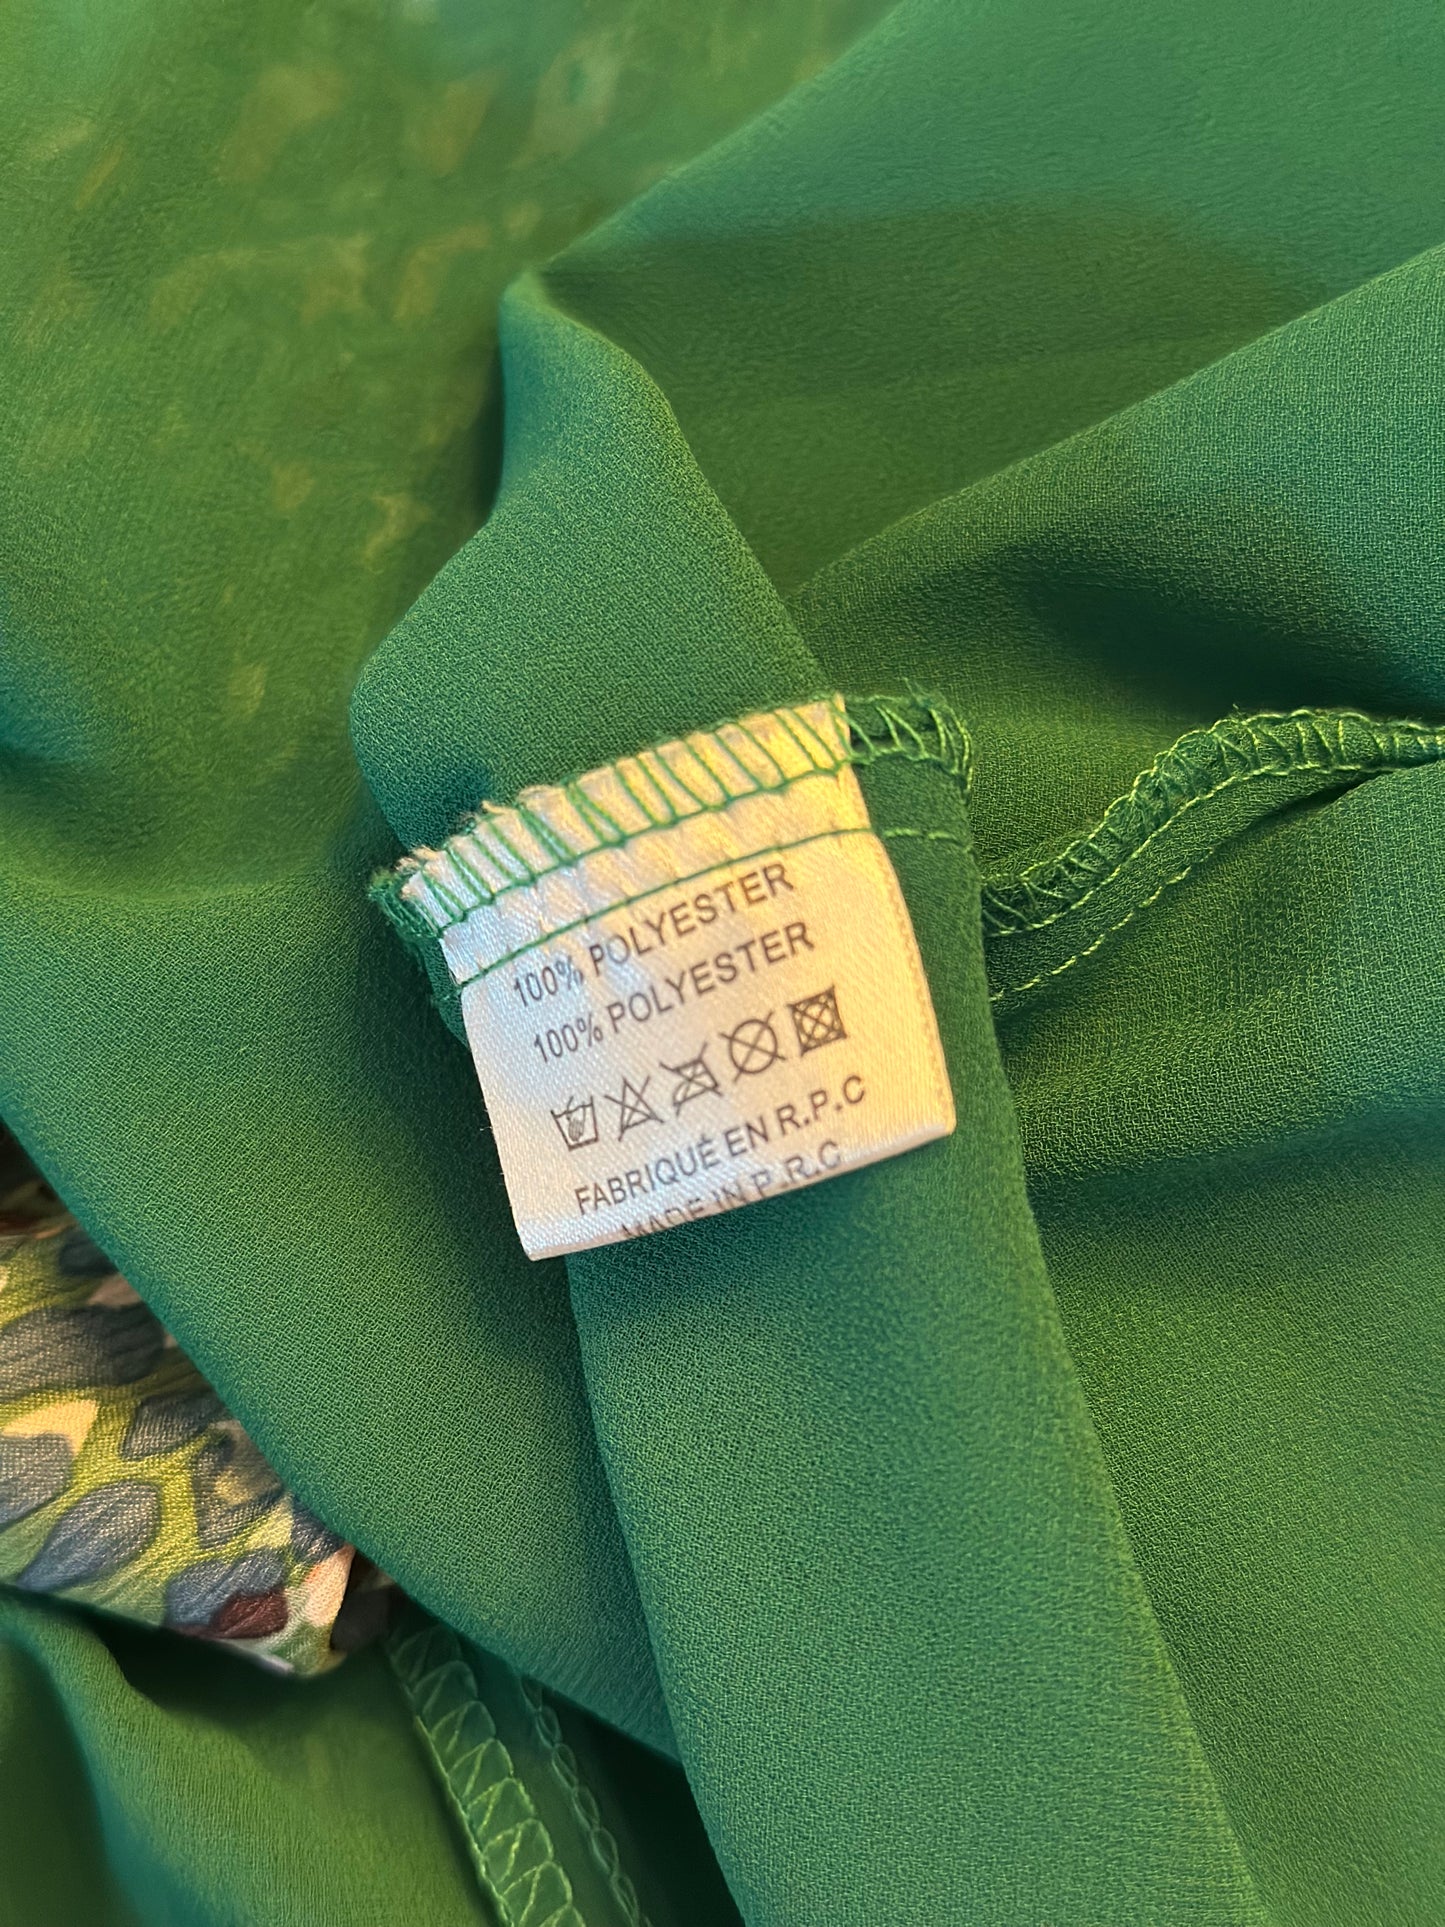 100% POLYESTER
100% POLYESTER
FABRIQUÉ EN R.P.C
MADE IN P.R.C